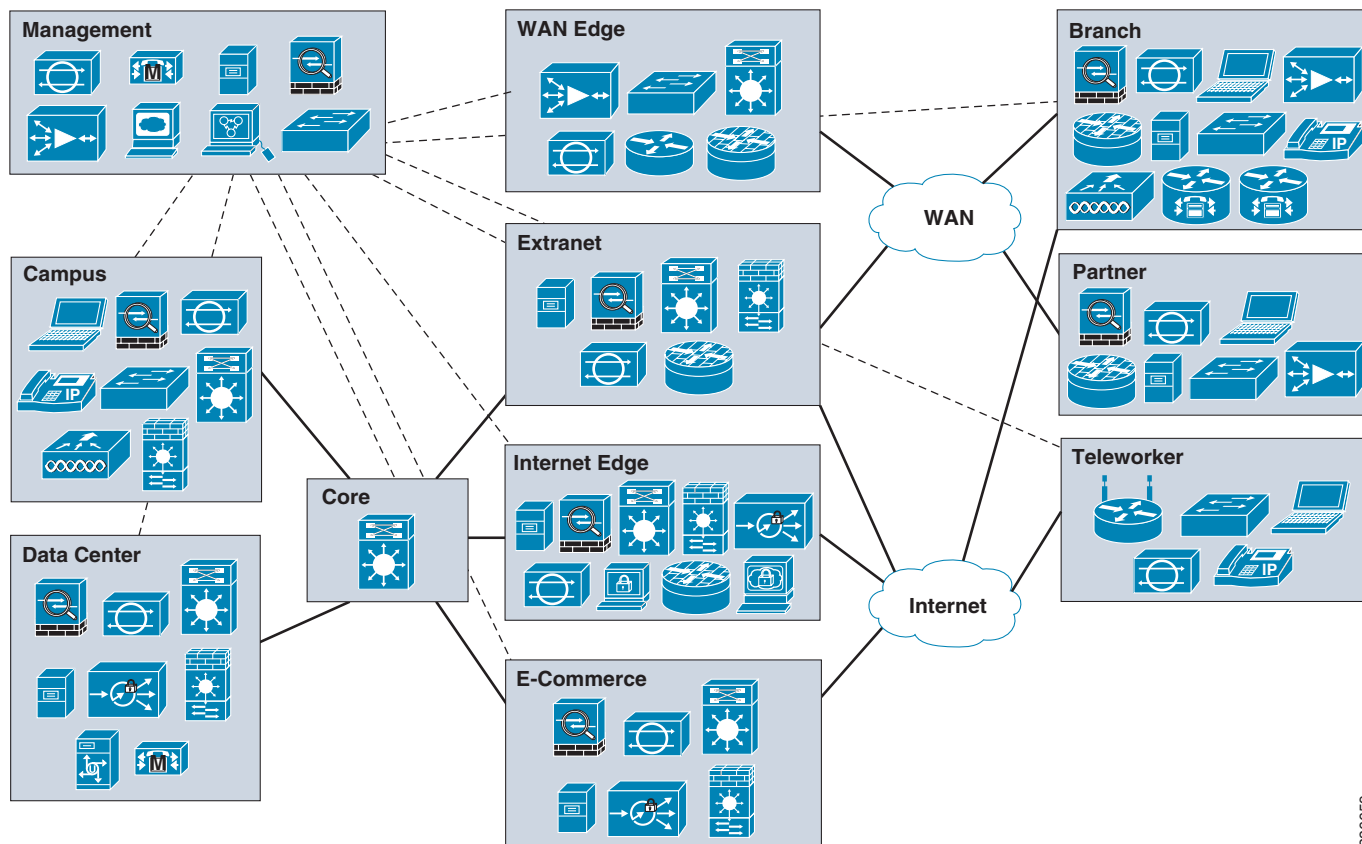 Management
M
WAN Edge
Branch
IP
WAN
Extranet
Campus
IP
Partner
Internet Edge
Teleworker
IP
Core
Data Center
M
Internet
E-Commerce